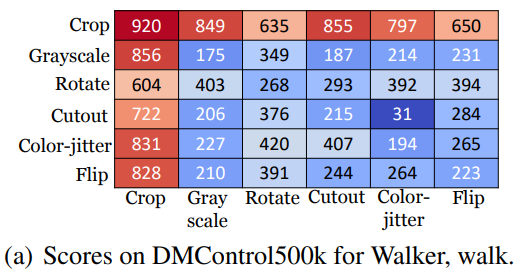 Crop 920 849 635 855 797 650
Grayscale 856 175 349 187 214 231
Rotate 604 403 268 293 392 394
Cutout 722 206 376 215 31 284
Color-jitter 831 227 420 407 194 265
Flip 828 210 391 244 264 223
Crop Gray Rotate Cutout Color- Flip
scale jitter
(a) Scores on DMControl500k for Walker, walk.